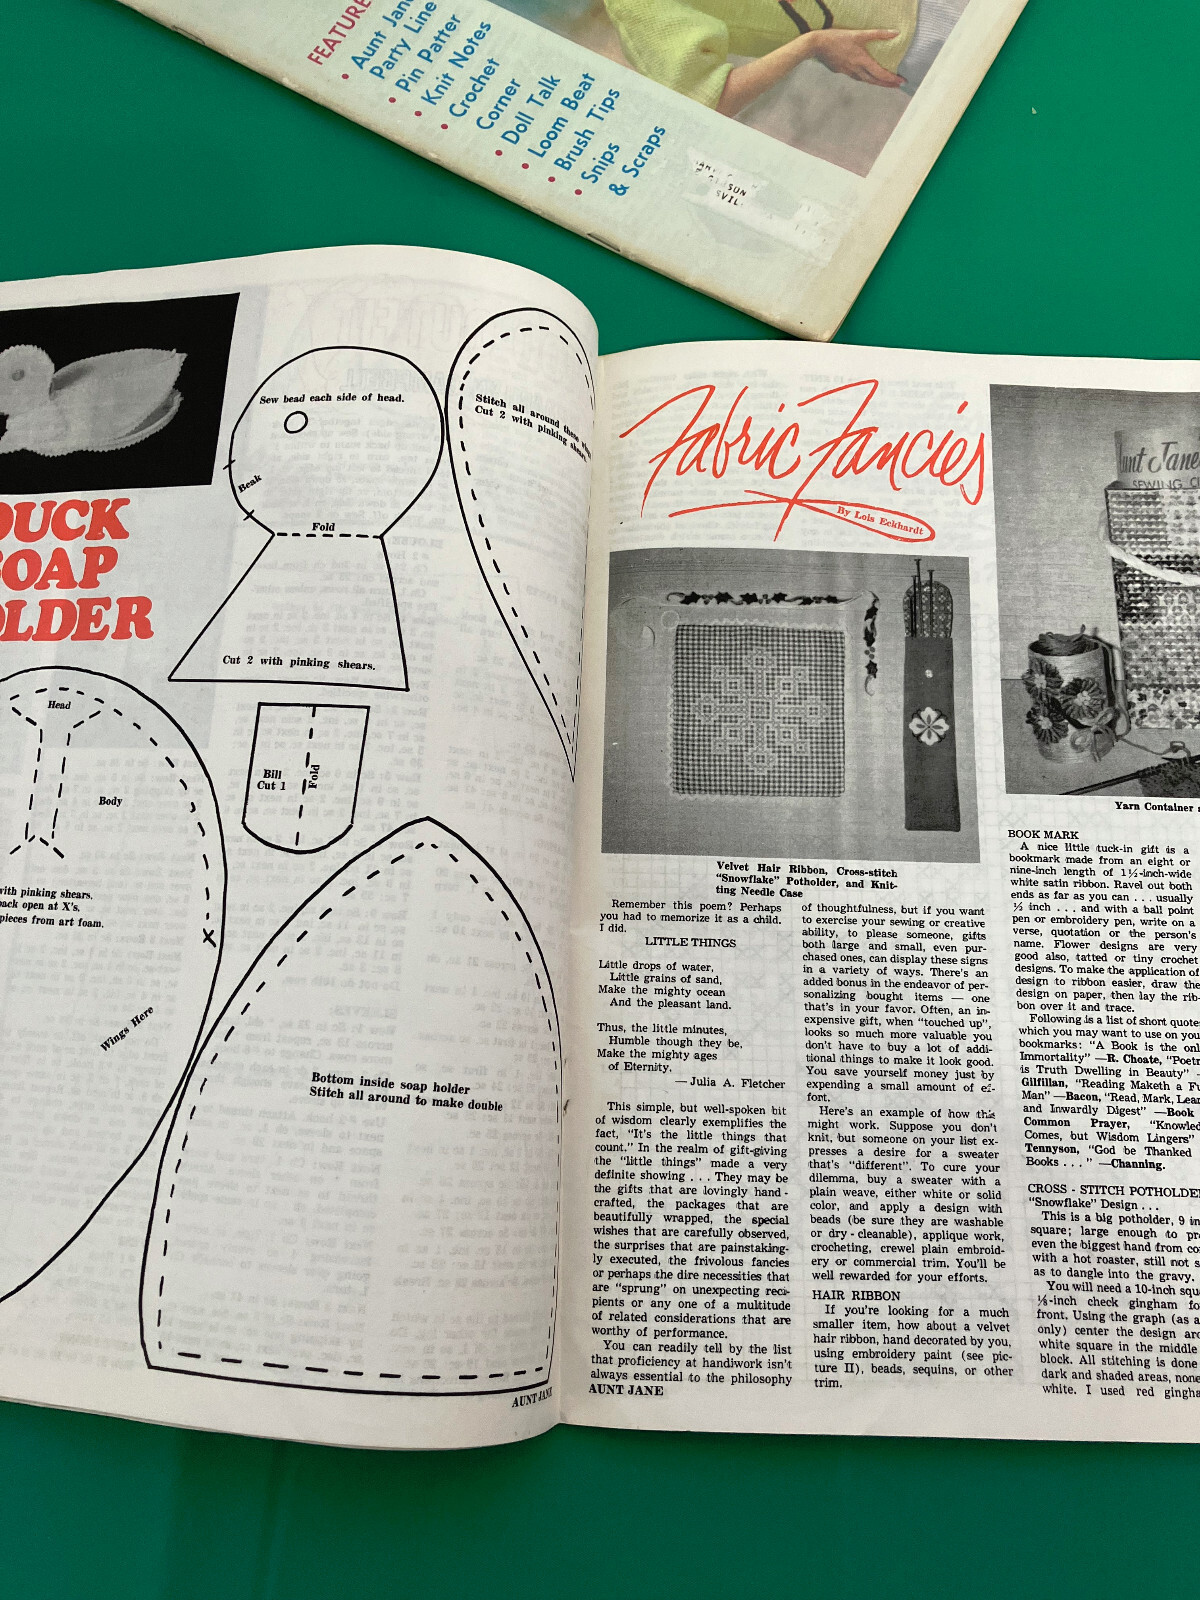 FEATURE
• Aunt Jane
Party Line
• Pin Patter
• Knit Notes
• Crochet
Corner
• Doll Talk
• Loom Beat
• Brush Tips
• Snips
& Scraps
SUN
SVIL
DUCK
SOAP
HOLDER
Sew bead each side of head.
Beak
Fold
Cut 2 with pinking shears.
Stitch all around these
Cut 2 with pinking shears.
Bill
Cut 1
Fold
Head
Body
with pinking shears.
back open at X's.
pieces from art foam.
X
Wings Here
Bottom inside soap holder
Stitch all around to make double
AUNT JANE
Fabric Fancies
By Lois Eckhardt
Aunt Jane
SEWING
Velvet Hair Ribbon, Cross-stitch
"Snowflake" Potholder, and Knit-
ting Needle Case
Yarn Container
Remember this poem? Perhaps
you had to memorize it as a child.
I did.
LITTLE THINGS
Little drops of water,
Little grains of sand,
Make the mighty ocean
And the pleasant land.
Thus, the little minutes,
Humble though they be,
Make the mighty ages
of Eternity.
— Julia A. Fletcher
This simple, but well-spoken bit
of wisdom clearly exemplifies the
fact, "It's the little things that
count." In the realm of gift-giving
the "little things" made a very
definite showing . . . They may be
the gifts that are lovingly hand -
crafted, the packages that are
beautifully wrapped, the special
wishes that are carefully observed,
the surprises that are painstaking-
ly executed, the frivolous fancies
or perhaps the dire necessities that
are "sprung" on unexpecting reci-
pients or any one of a multitude
of related considerations that are
worthy of performance.
You can readily tell by the list
that proficiency at handiwork isn't
always essential to the philosophy
AUNT JANE
of thoughtfulness, but if you want
to exercise your sewing or creative
ability, to please someone, gifts
both large and small, even pur-
chased ones, can display these signs
in a variety of ways. There's an
added bonus in the endeavor of per-
sonalizing bought items — one
that's in your favor. Often, an in-
expensive gift, when "touched up",
looks so much more valuable you
don't have to buy a lot of addi-
tional things to make it look good.
You save yourself money just by
expending a small amount of ef-
fort.
Here's an example of how this
might work. Suppose you don't
knit, but someone on your list ex-
presses a desire for a sweater
that's "different". To cure your
dilemma, buy a sweater with a
plain weave, either white or solid
color, and apply a design with
beads (be sure they are washable
or dry - cleanable), applique work,
crocheting, crewel plain embroid-
ery or commercial trim. You'll be
well rewarded for your efforts.
HAIR RIBBON
If you're looking for a much
smaller item, how about a velvet
hair ribbon, hand decorated by you,
using embroidery paint (see pic-
ture II), beads, sequins, or other
trim.
BOOK MARK
A nice little tuck-in gift is a
bookmark made from an eight or
nine-inch length of 1½-inch-wide
white satin ribbon. Ravel out both
ends as far as you can . . . usually
½ inch . . . and with a ball point
pen or embroidery pen, write on a
verse, quotation or the person's
name. Flower designs are very
good also, tatted or tiny crochet
designs. To make the application of
design to ribbon easier, draw the
design on paper, then lay the rib-
bon over it and trace.
Following is a list of short quotes
which you may want to use on your
bookmarks: "A Book is the onl
Immortality" —R. Choate, "Poetr
is Truth Dwelling in Beauty" .
Gilfillan, "Reading Maketh a Fu
Man" —Bacon, "Read, Mark, Lear
and Inwardly Digest" —Book
Common Prayer, "Knowled
Comes, but Wisdom Lingers"
Tennyson, "God be Thanked
Books . . . " —Channing.
CROSS - STITCH POTHOLDER
"Snowflake" Design . . .
This is a big potholder, 9 in
square; large enough to pro
even the biggest hand from co
with a hot roaster, still not s
as to dangle into the gravy.
You will need a 10-inch squ
⅛-inch check gingham fo
front. Using the graph (as a
only) center the design aro
white square in the middle
block. All stitching is done
dark and shaded areas, none
white. I used red gingha